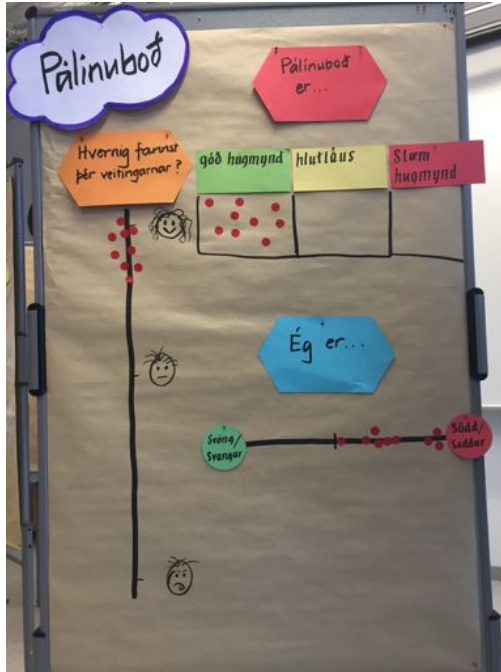 Pálínuboð
Pálínuboð
er...
Hvernig fannst
þér veitingarnar?
góð hugmynd
hlutlaus
Slæm
hugmynd
Ég er...
Svöng/
Svangur
Södd/
Saddur